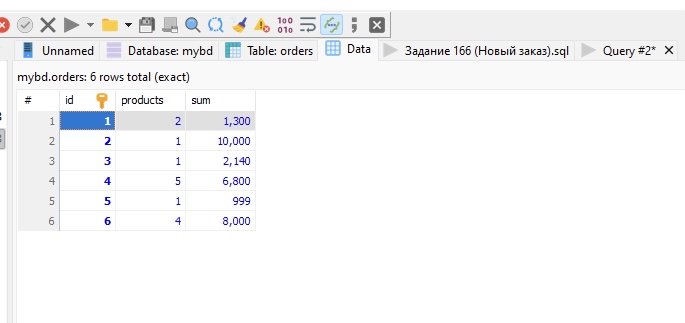 100
010
Unnamed Database: mybd Table: orders Data Задание 166 (Новый заказ).sql Query #2*
mybd.orders: 6 rows total (exact)
# id products sum
1 1 2 1,300
2 2 1 10,000
3 3 1 2,140
4 4 5 6,800
5 5 1 999
6 6 4 8,000